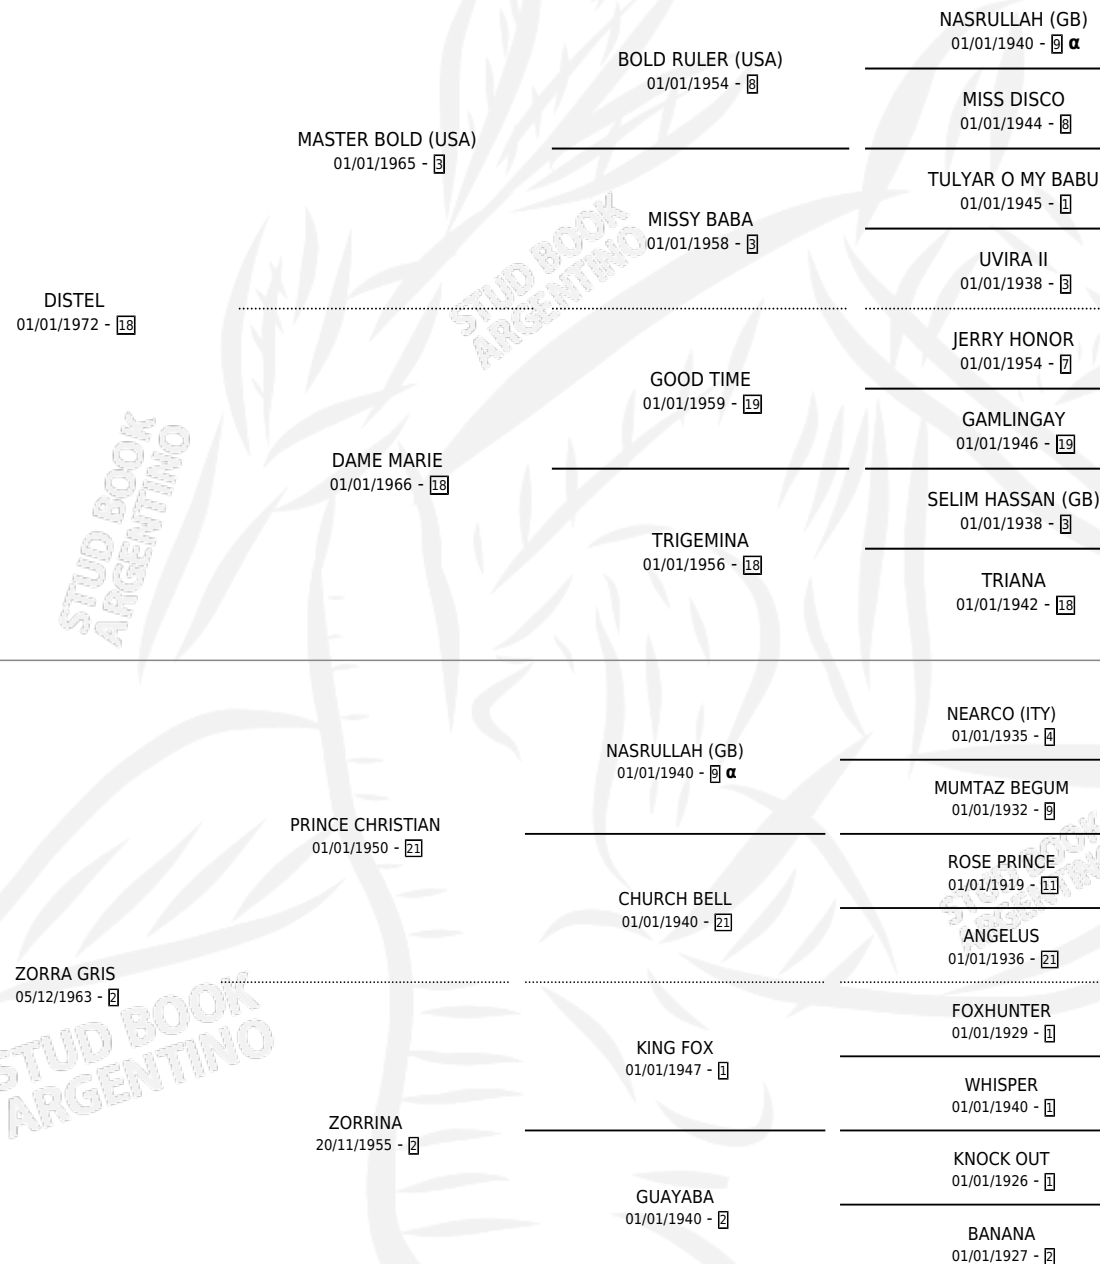 NASRULLAH (GB)
01/01/1940 - 9 α
BOLD RULER (USA)
01/01/1954 - 8
MISS DISCO
01/01/1944 - 8
MASTER BOLD (USA)
01/01/1965 - 3
TULYAR O MY BABU
01/01/1945 - 1
MISSY BABA
01/01/1958 - 3
UVIRA II
01/01/1938 - 3
DISTEL
01/01/1972 - 18
JERRY HONOR
01/01/1954 - 7
GOOD TIME
01/01/1959 - 19
GAMLINGAY
01/01/1946 - 19
DAME MARIE
01/01/1966 - 18
SELIM HASSAN (GB)
01/01/1938 - 3
TRIGEMINA
01/01/1956 - 18
TRIANA
01/01/1942 - 18
STUD BOOK
ARGENTINO
STUD BOOK
ARGENTINO
NEARCO (ITY)
01/01/1935 - 4
NASRULLAH (GB)
01/01/1940 - 9 α
MUMTAZ BEGUM
01/01/1932 - 9
PRINCE CHRISTIAN
01/01/1950 - 21
ROSE PRINCE
01/01/1919 - 11
CHURCH BELL
01/01/1940 - 21
ANGELUS
01/01/1936 - 21
STUD BOOK
ARGENTINO
ZORRA GRIS
05/12/1963 - 2
FOXHUNTER
01/01/1929 - 1
KING FOX
01/01/1947 - 1
WHISPER
01/01/1940 - 1
ZORRINA
20/11/1955 - 2
KNOCK OUT
01/01/1926 - 1
GUAYABA
01/01/1940 - 2
BANANA
01/01/1927 - 2
STUD BOOK
ARGENTINO